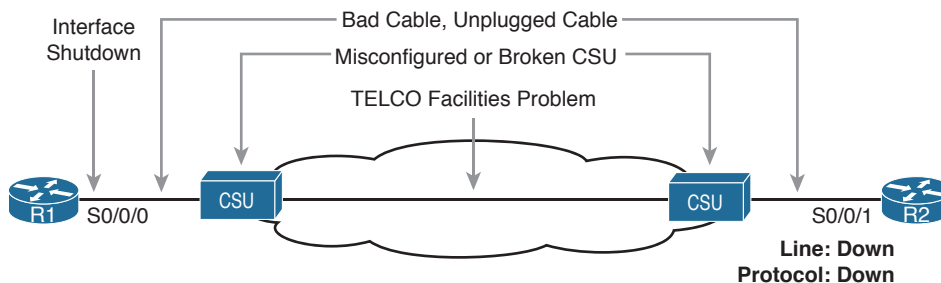 Interface
Shutdown
Bad Cable, Unplugged Cable
Misconfigured or Broken CSU
TELCO Facilities Problem
R1
S0/0/0
CSU
CSU
S0/0/1
R2
Line: Down
Protocol: Down